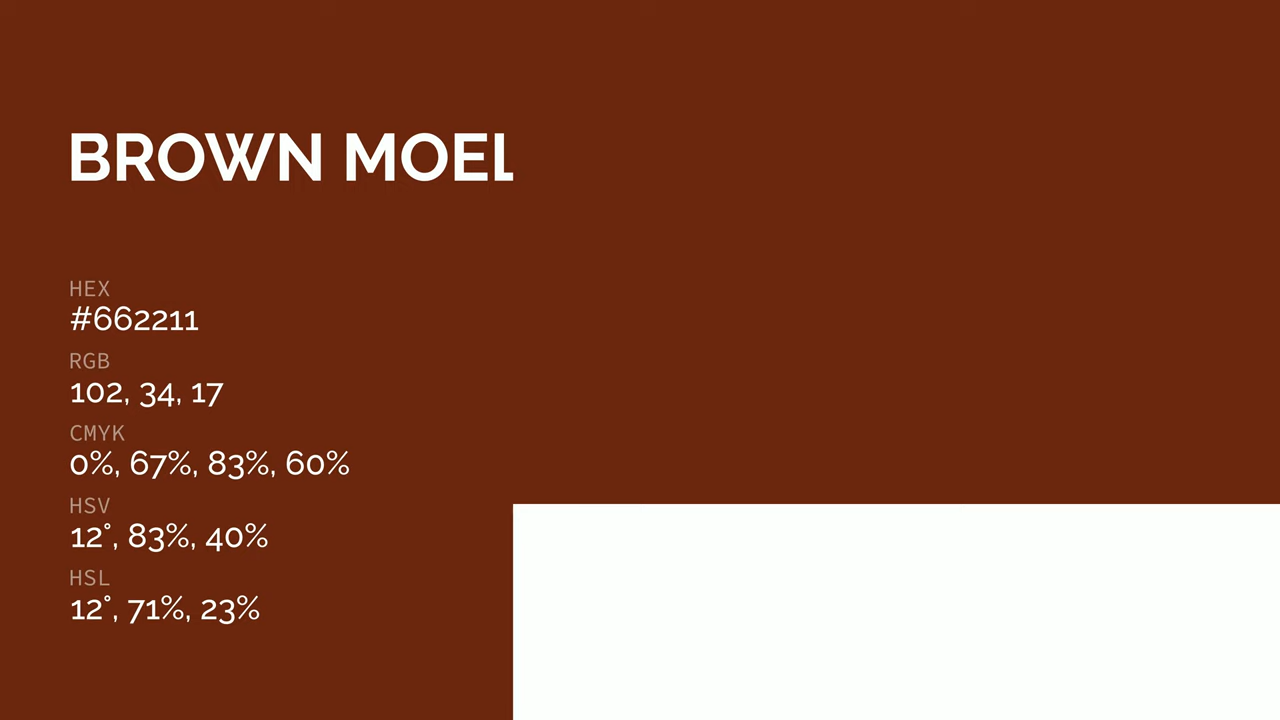 BROWN MOEL
HEX
#662211
RGB
102, 34, 17
CMYK
0%, 67%, 83%, 60%
HSV
12°, 83%, 40%
HSL
12°, 71%, 23%